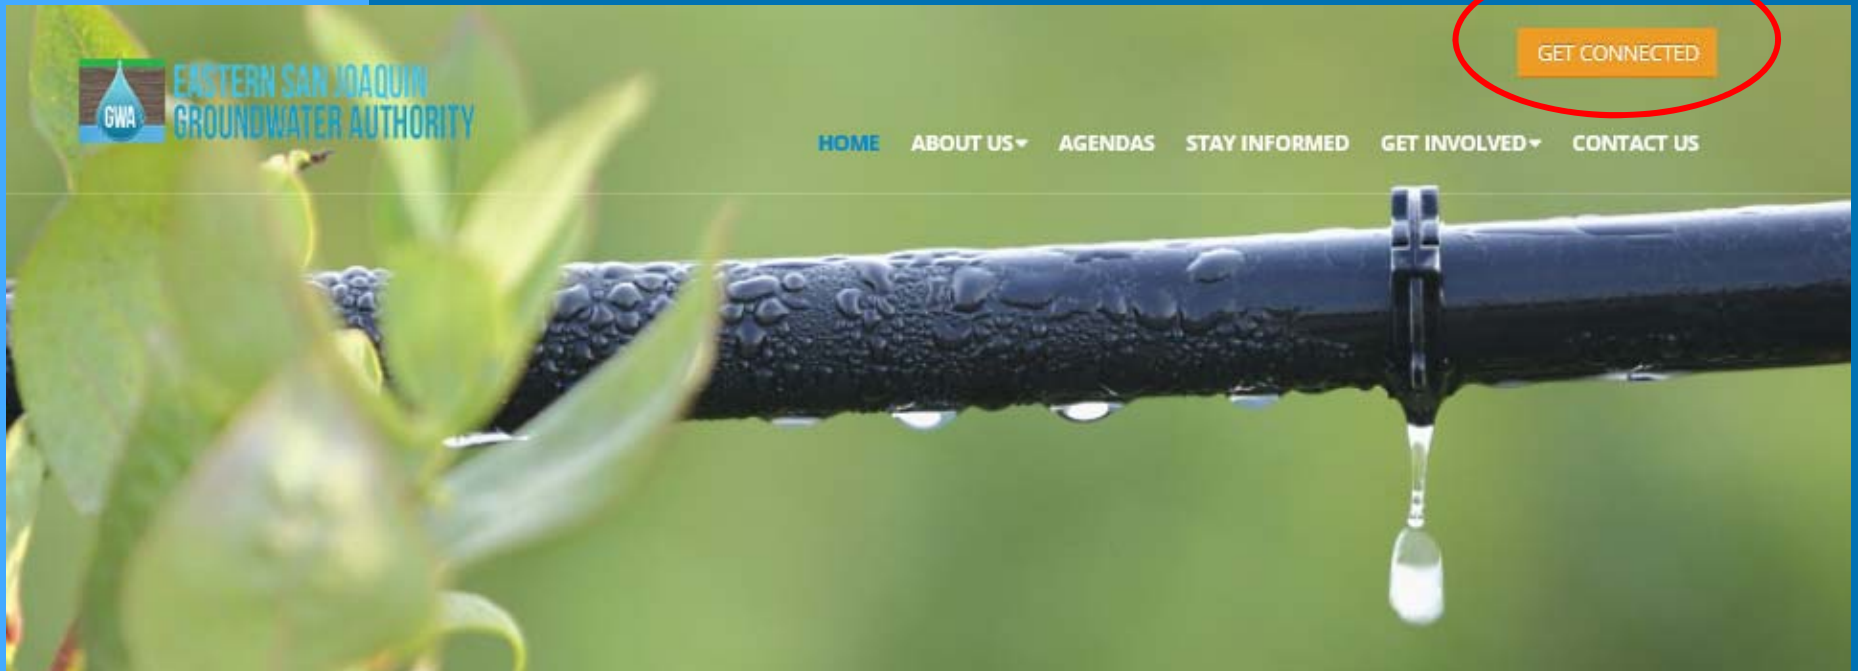 GET CONNECTED
GWA
EASTERN SAN JOAQUIN
GROUNDWATER AUTHORITY
HOME ABOUT US AGENDAS STAY INFORMED GET INVOLVED CONTACT US